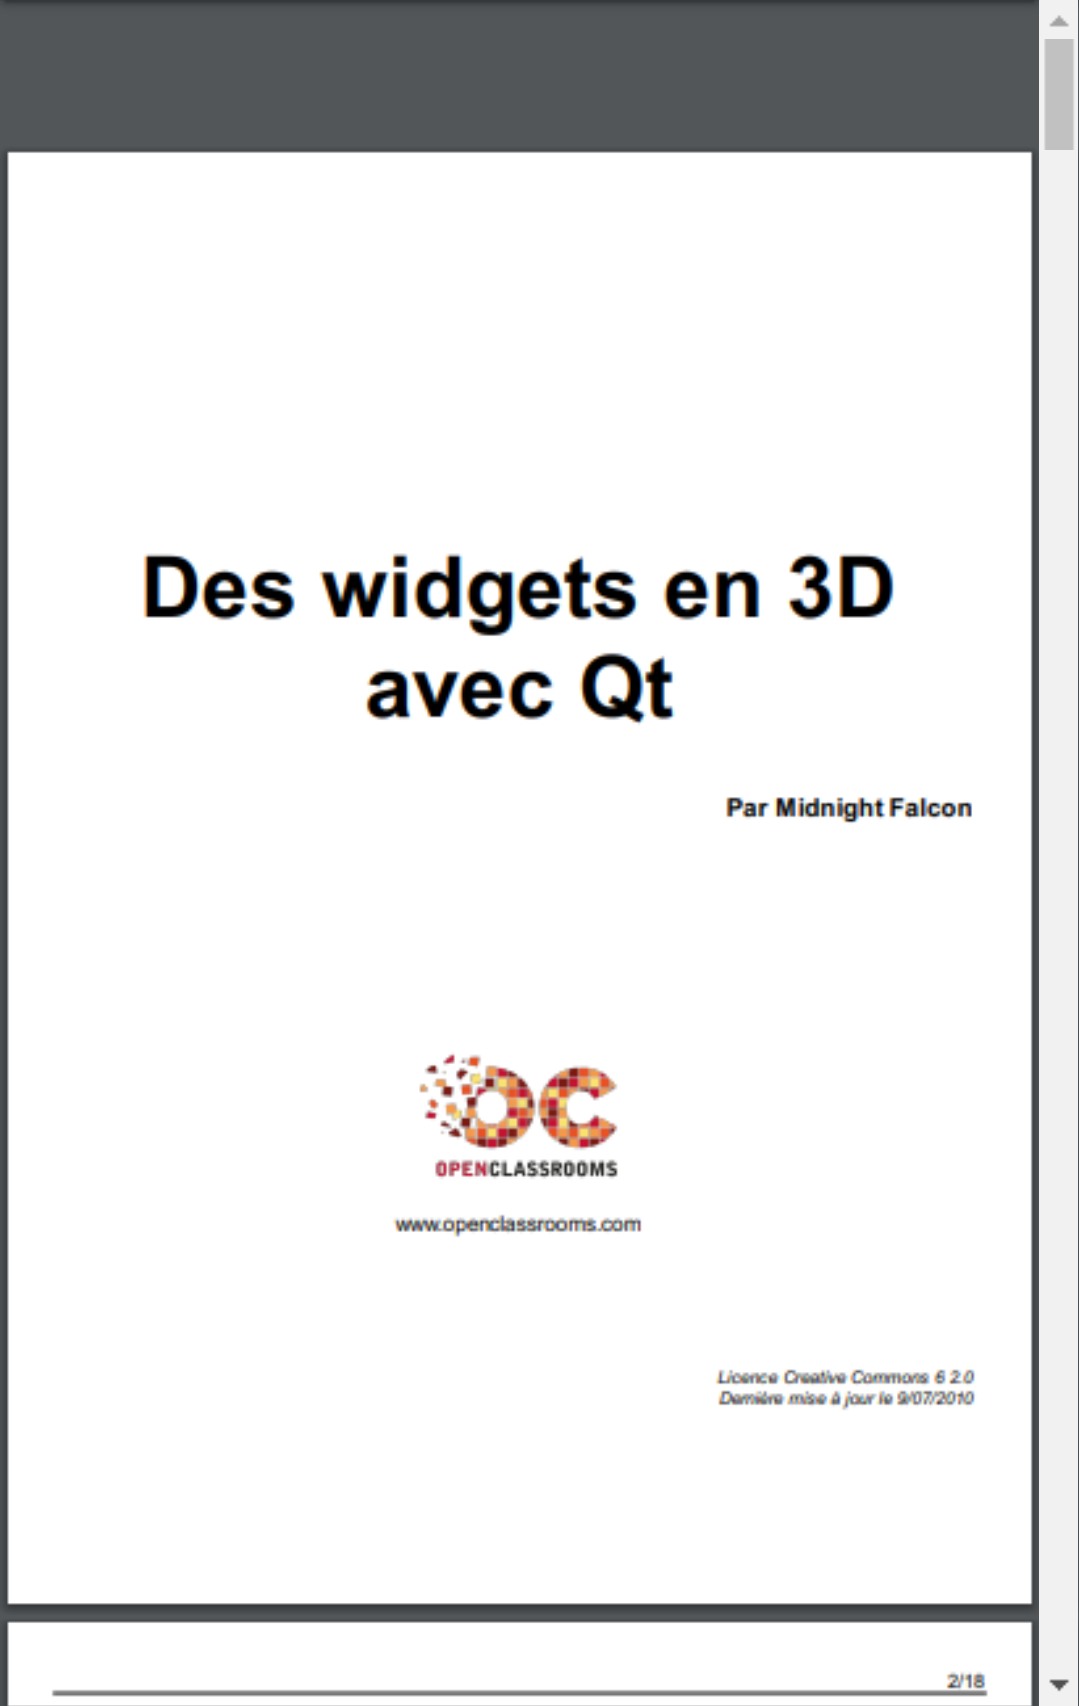 Des widgets en 3D
avec Qt
Par Midnight Falcon
OC
OPENCLASSROOMS
www.openclassrooms.com
Licence Creative Commons 6 2.0
Dernière mise à jour le 9/07/2010
2/18